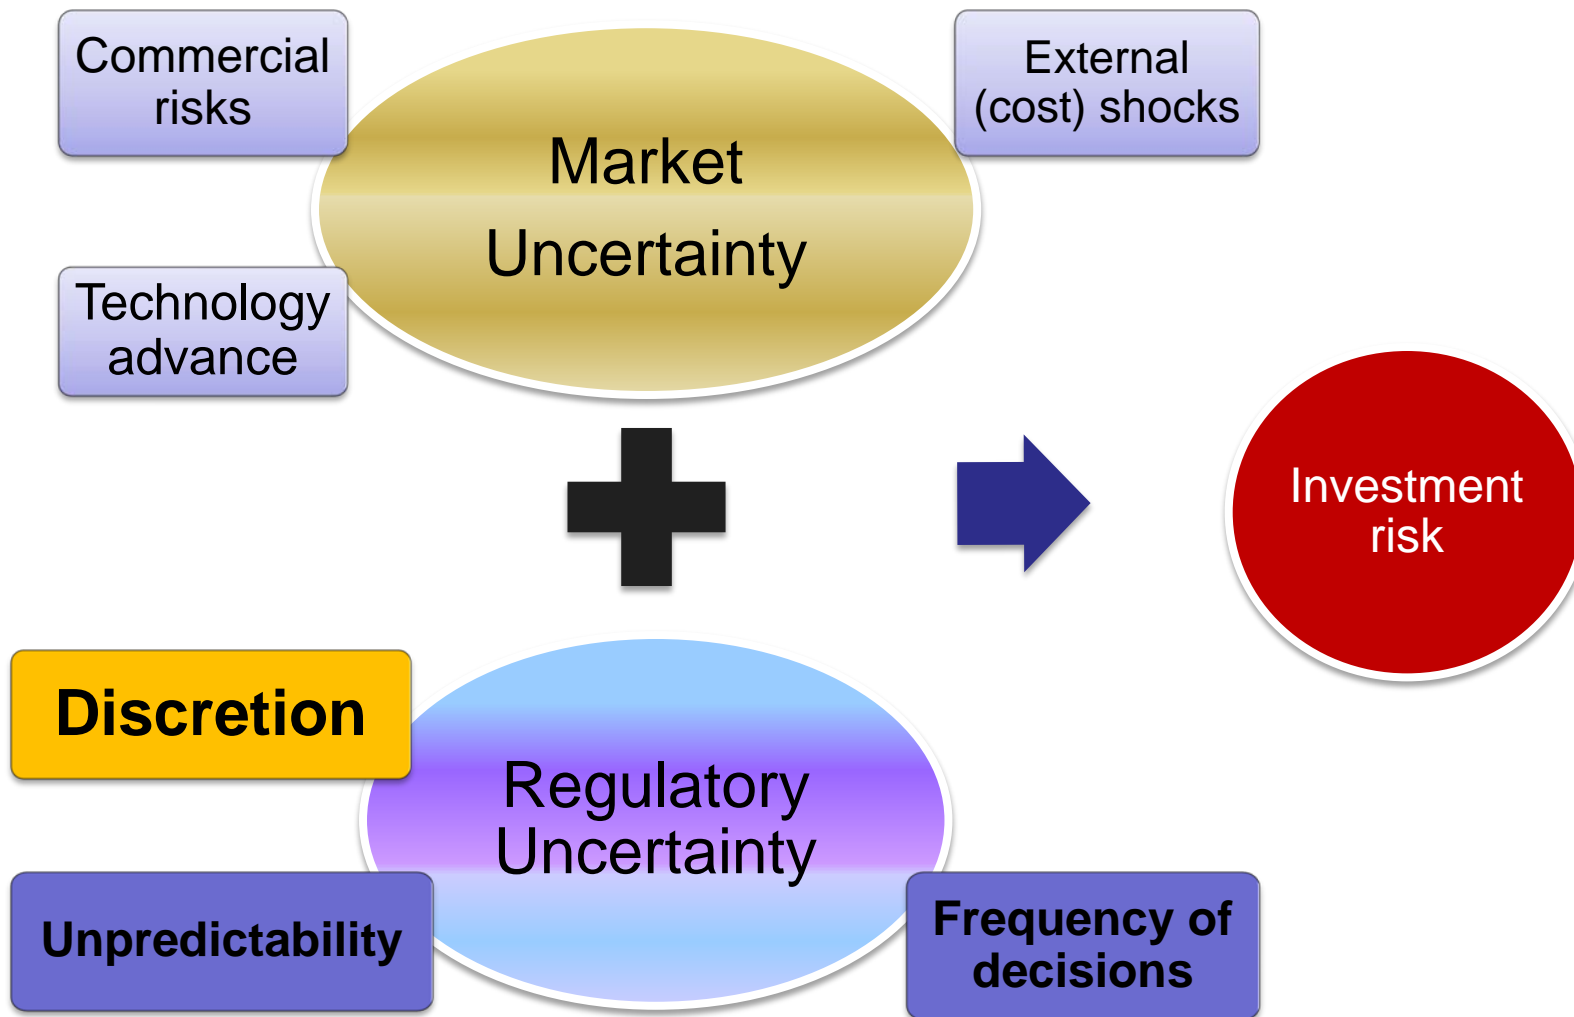 Commercial
risks
External
(cost) shocks
Market
Uncertainty
Technology
advance
Investment
risk
Discretion
Regulatory
Uncertainty
Unpredictability
Frequency of
decisions